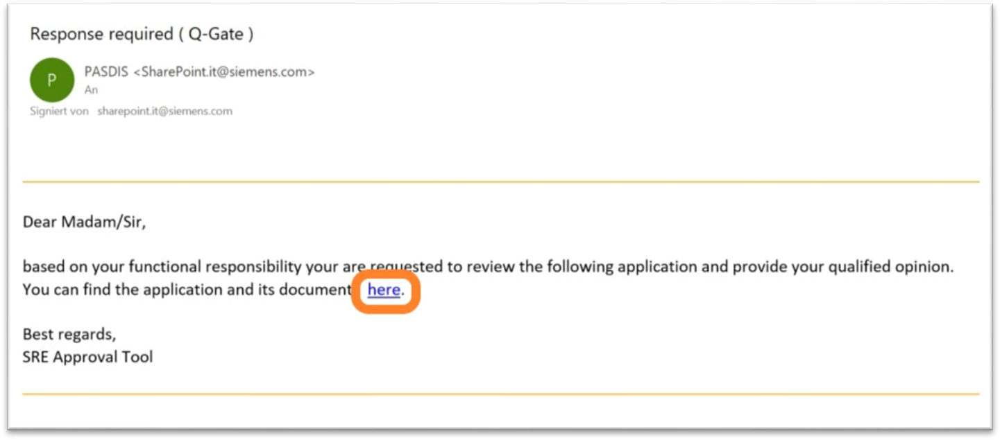 Response required ( Q-Gate )
P
PASDIS <SharePoint.it@siemens.com>
An
Signiert von sharepoint.it@siemens.com
Dear Madam/Sir,
based on your functional responsibility your are requested to review the following application and provide your qualified opinion.
You can find the application and its document here.
Best regards,
SRE Approval Tool